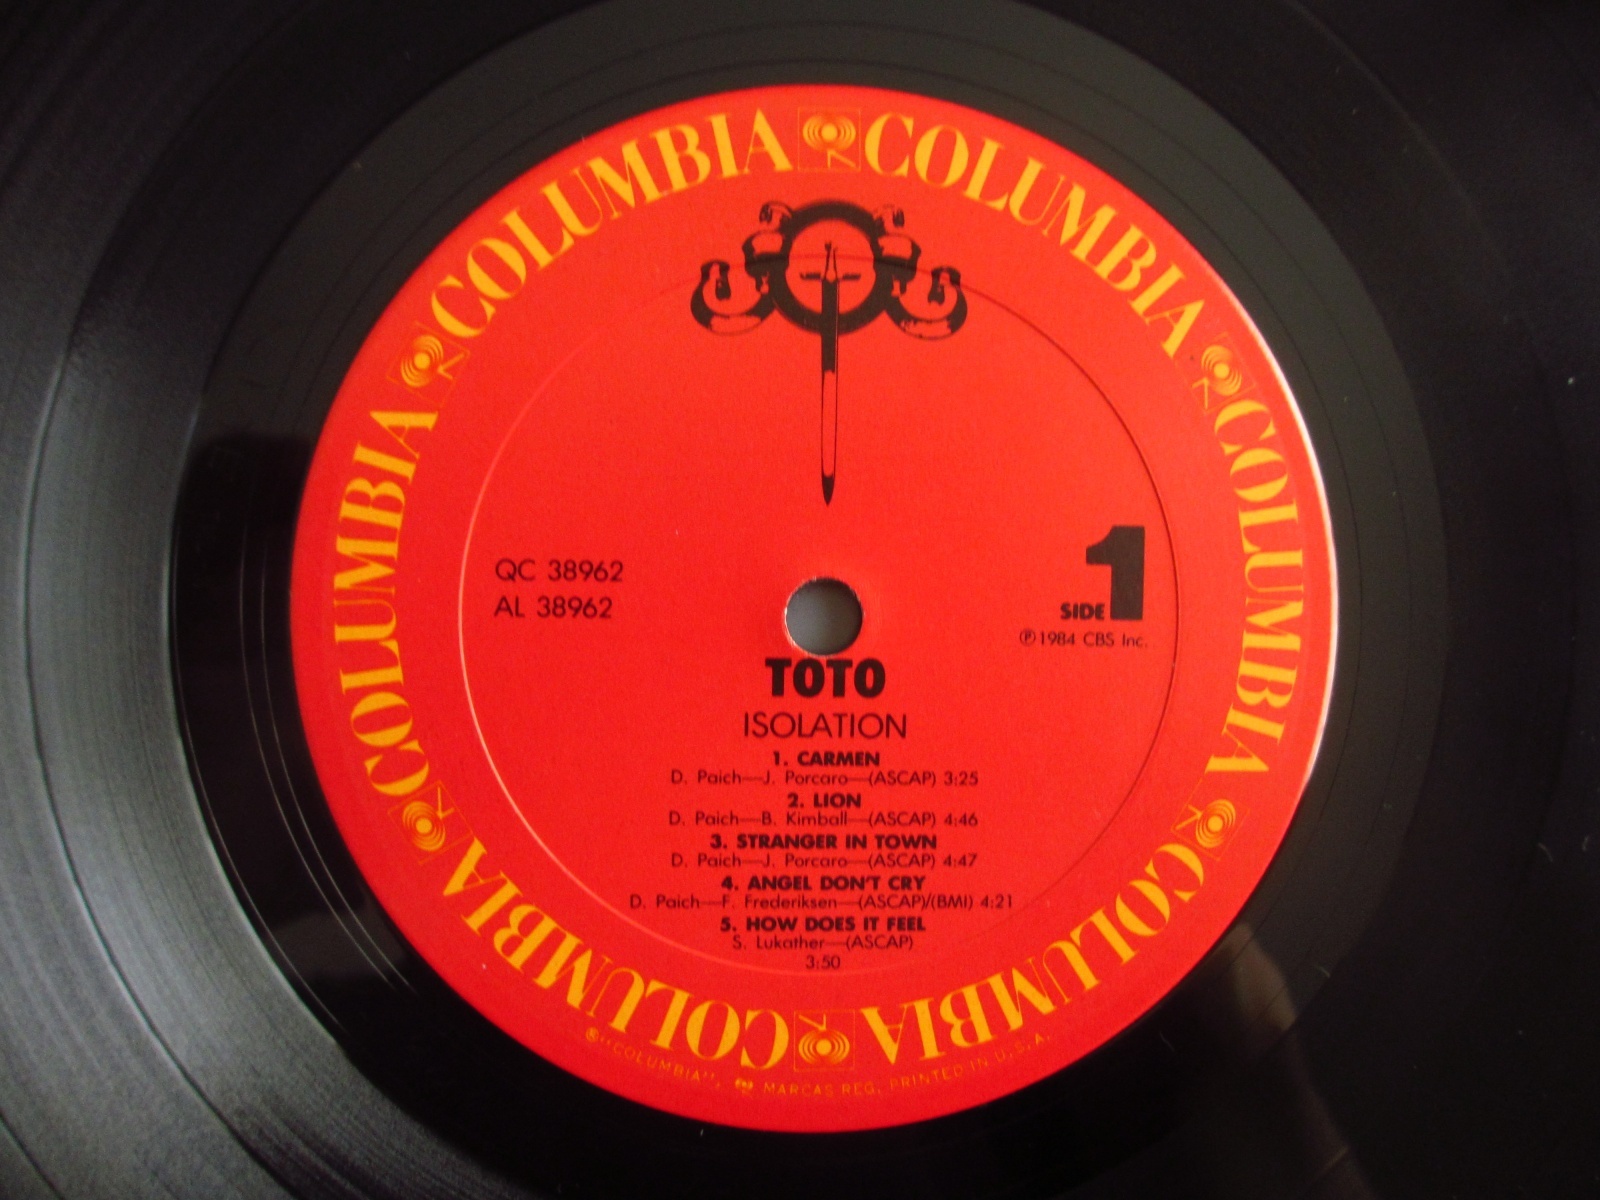 COLUMBIA COLUMBIA COLUMBIA COLUMBIA COLUMBIA COLUMBIA
QC 38962
AL 38962
1
SIDE
Ⓟ1984 CBS Inc.
TOTO
ISOLATION
1. CARMEN
D. Paich—J. Porcaro—(ASCAP) 3:25
2. LION
D. Paich—B. Kimball—(ASCAP) 4:46
3. STRANGER IN TOWN
D. Paich—J. Porcaro—(ASCAP) 4:47
4. ANGEL DON'T CRY
D. Paich—F. Frederiksen—(ASCAP)/(BMI) 4:21
5. HOW DOES IT FEEL
S. Lukather—(ASCAP)
3:50
®"COLUMBIA", MARCAS REG. PRINTED IN U.S.A.